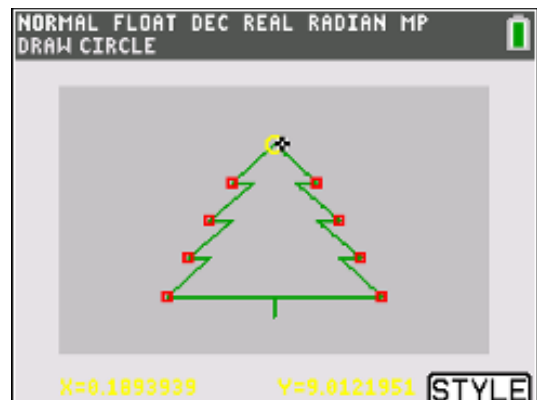 NORMAL FLOAT DEC REAL RADIAN MP
DRAW CIRCLE
X=0.1893939 Y=9.0121951 STYLE